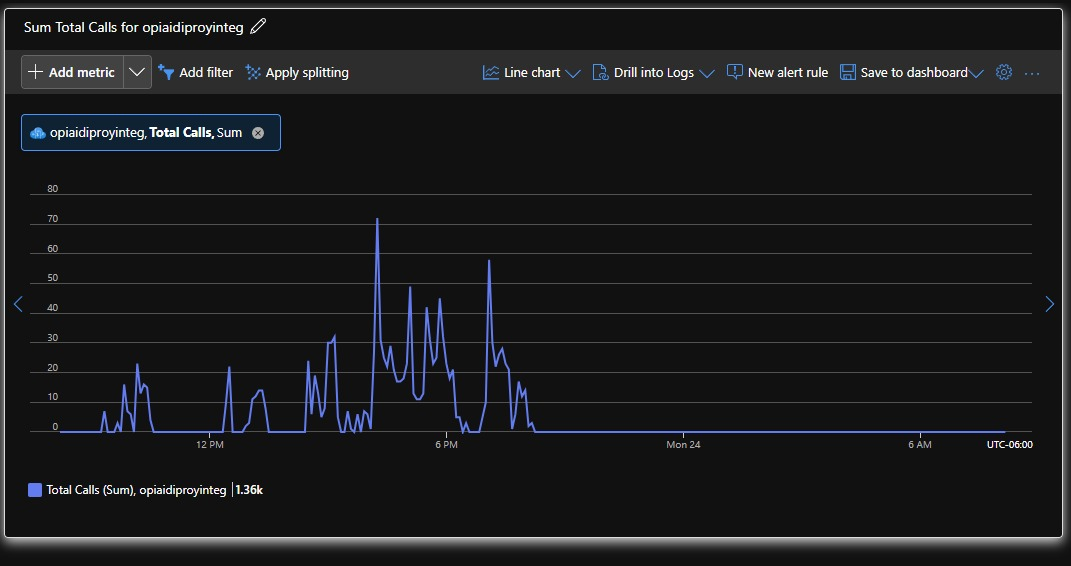 Sum Total Calls for opiaidiproyinteg
Add metric
Add filter
Apply splitting
Line chart
Drill into Logs
New alert rule
Save to dashboard
...
opiaidiproyinteg, Total Calls, Sum
80
70
60
50
40
30
20
10
0
12 PM
6 PM
Mon 24
6 AM
UTC-06:00
Total Calls (Sum), opiaidiproyinteg
1.36k